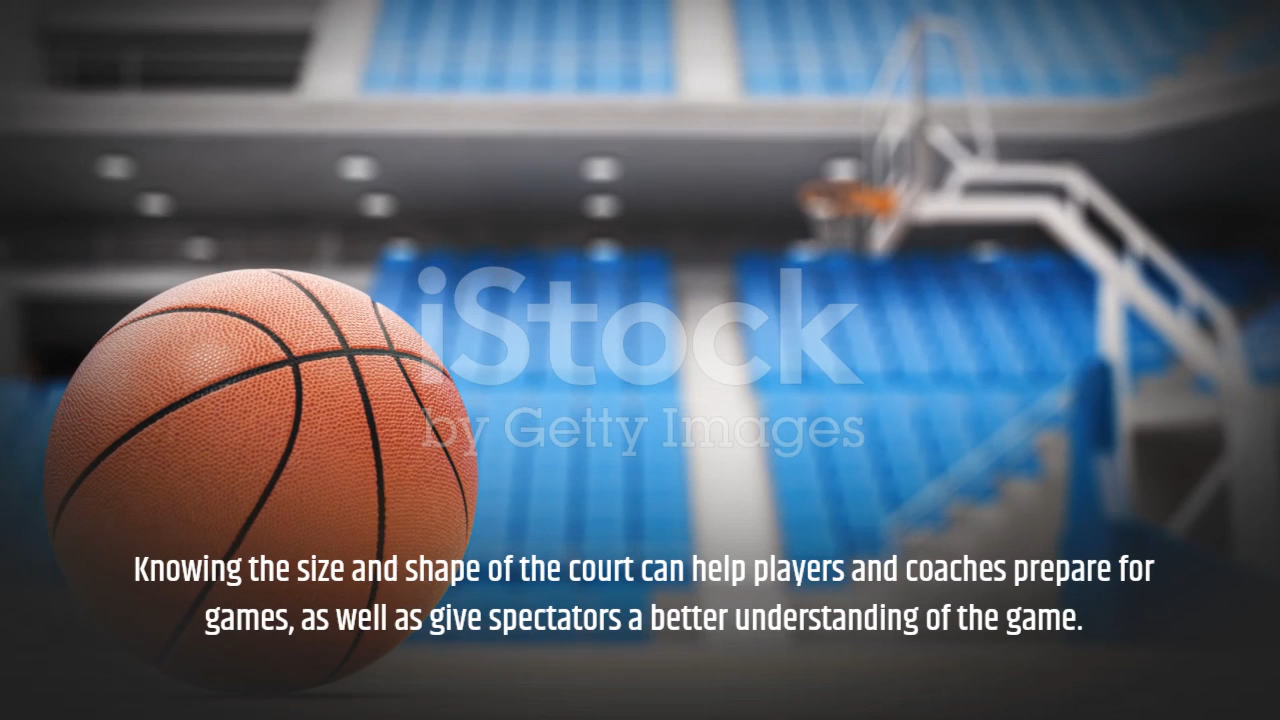 iStock
by Getty Images
Knowing the size and shape of the court can help players and coaches prepare for
games, as well as give spectators a better understanding of the game.